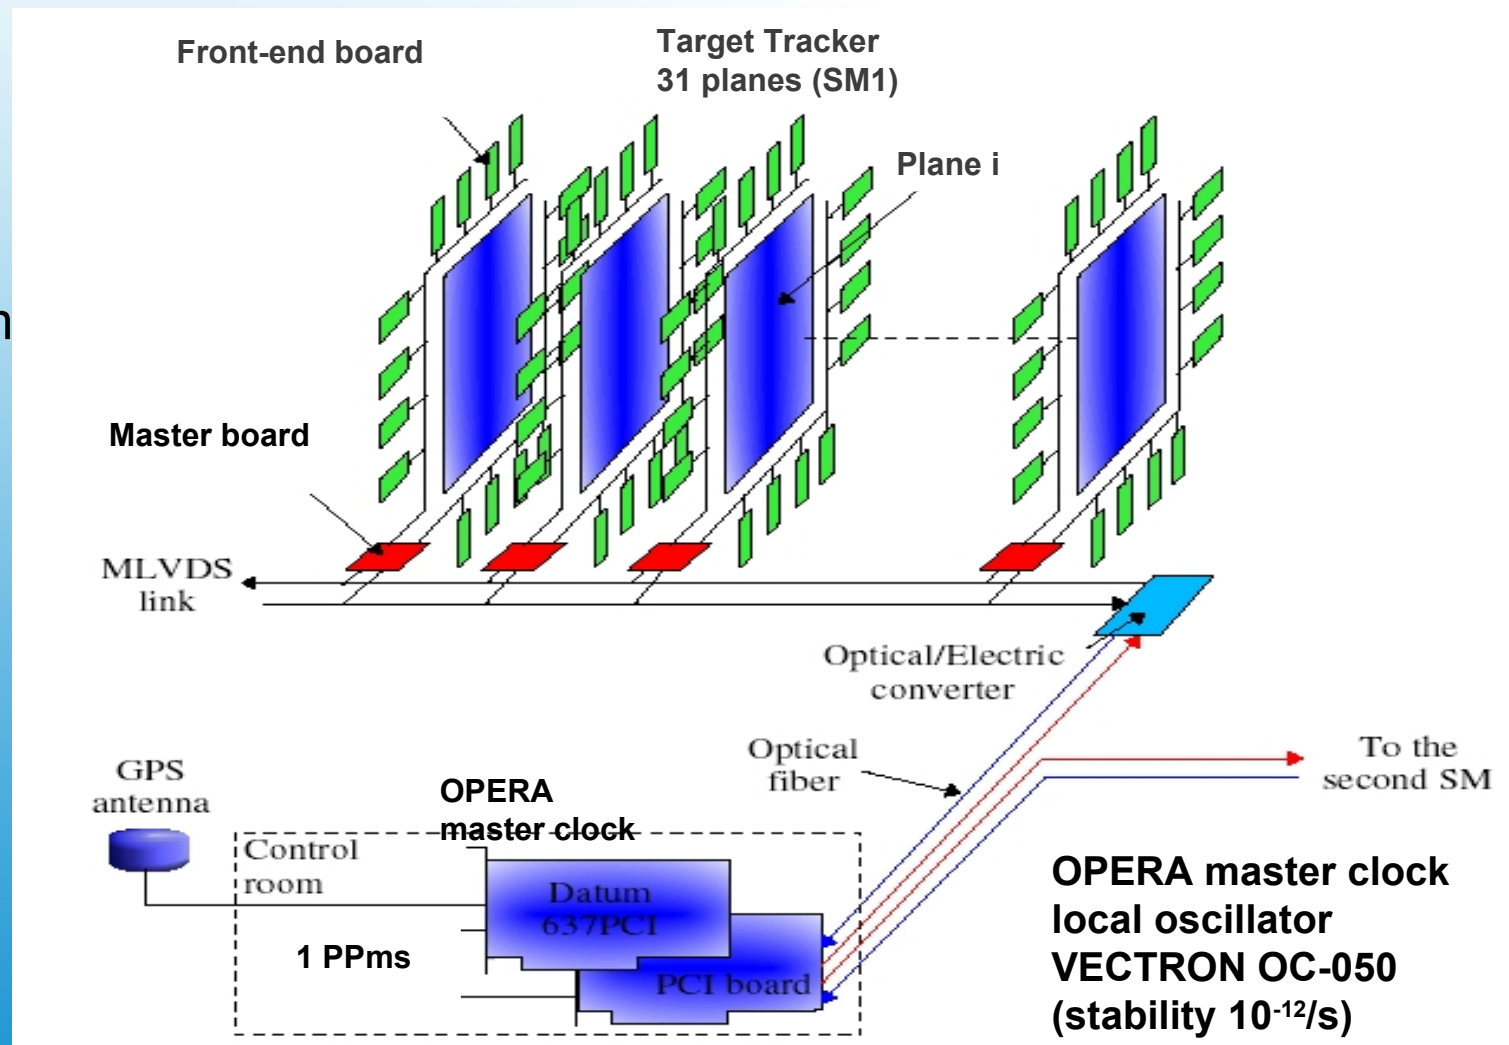 Front-end board
Target Tracker
31 planes (SM1)
Plane i
Master board
MLVDS
link
Optical/Electric
converter
Optical
fiber
To the
second SM
GPS
antenna
OPERA
master clock
Control
room
Datum
637PCI
1 PPms
PCI board
OPERA master clock
local oscillator
VECTRON OC-050
(stability 10⁻¹²/s)